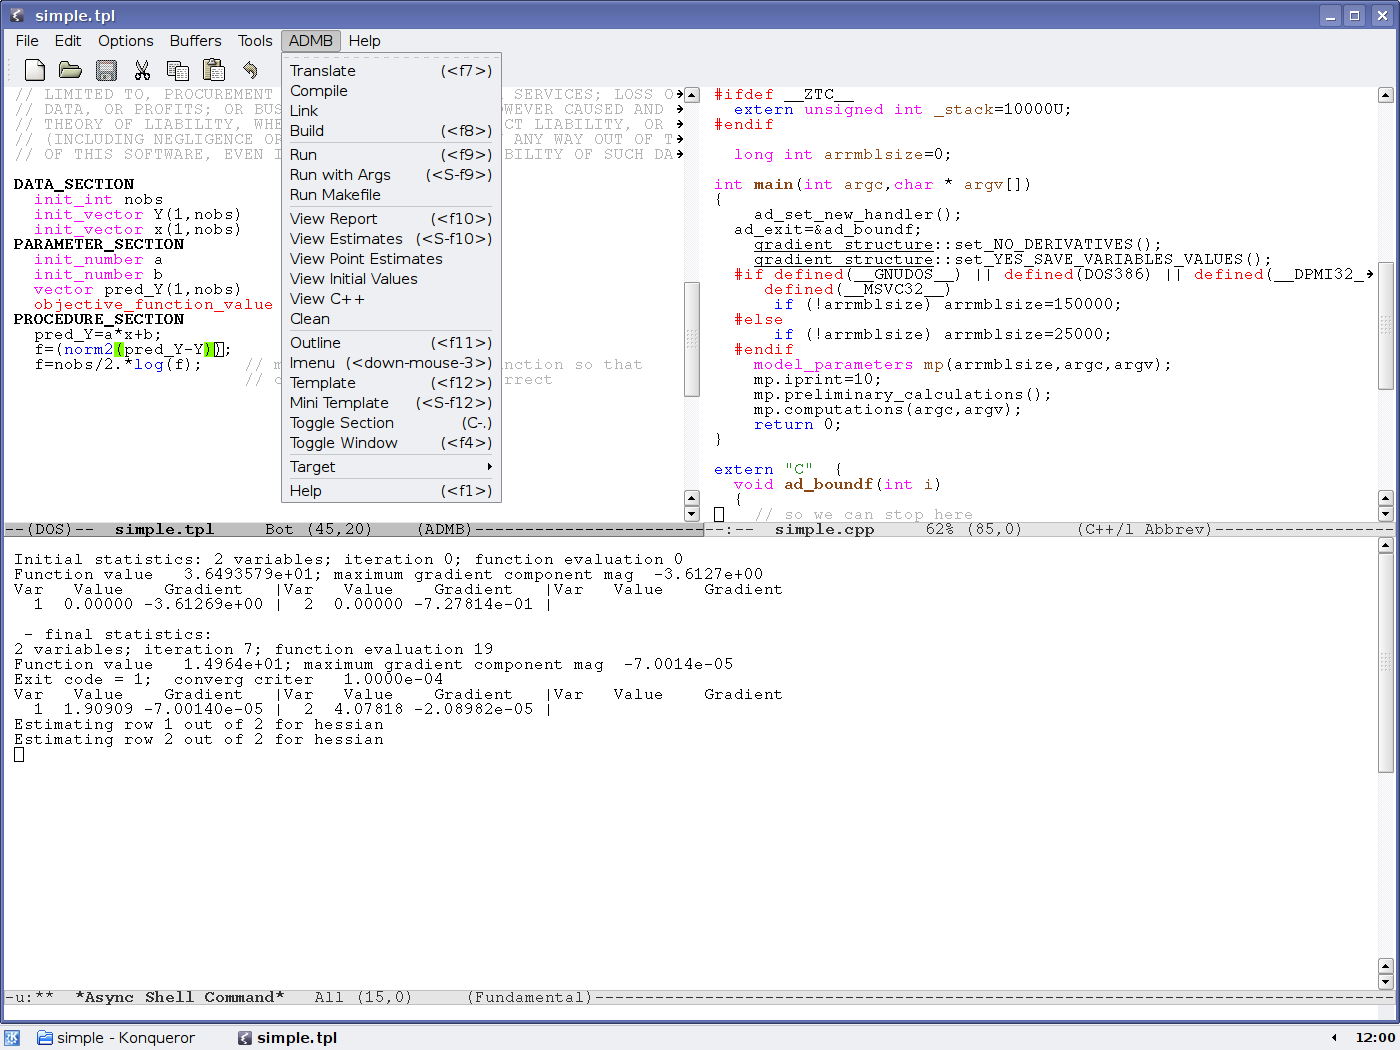 simple.tpl
File Edit Options Buffers Tools ADMB Help
// LIMITED TO, PROCUREMENT
// DATA, OR PROFITS; OR BUS
// THEORY OF LIABILITY, WHE
// (INCLUDING NEGLIGENCE OR
// OF THIS SOFTWARE, EVEN I
SERVICES; LOSS O
OWEVER CAUSED AND
CT LIABILITY, OR
ANY WAY OUT OF T
BILITY OF SUCH DA
DATA_SECTION
init_int nobs
init_vector Y(1,nobs)
init_vector x(1,nobs)
PARAMETER_SECTION
init_number a
init_number b
vector pred_Y(1,nobs)
objective_function_value
PROCEDURE_SECTION
pred_Y=a*x+b;
f=(norm2(pred_Y-Y));
f=nobs/2.*log(f);    // m
nction so that
// c
rrect
--(DOS)--  simple.tpl     Bot (45,20)     (ADMB)
Translate (<f7>)
Compile
Link
Build (<f8>)
Run (<f9>)
Run with Args (<S-f9>)
Run Makefile
View Report (<f10>)
View Estimates (<S-f10>)
View Point Estimates
View Initial Values
View C++
Clean
Outline (<f11>)
Imenu (<down-mouse-3>)
Template (<f12>)
Mini Template (<S-f12>)
Toggle Section (C-.)
Toggle Window (<f4>)
Target
Help (<f1>)
#ifdef __ZTC__
extern unsigned int _stack=10000U;
#endif
long int arrmblsize=0;
int main(int argc,char * argv[])
{
ad_set_new_handler();
ad_exit=&ad_boundf;
gradient_structure::set_NO_DERIVATIVES();
gradient_structure::set_YES_SAVE_VARIABLES_VALUES();
#if defined(__GNUDOS__) || defined(DOS386) || defined(__DPMI32_
defined(__MSVC32__)
if (!arrmblsize) arrmblsize=150000;
#else
if (!arrmblsize) arrmblsize=25000;
#endif
model_parameters mp(arrmblsize,argc,argv);
mp.iprint=10;
mp.preliminary_calculations();
mp.computations(argc,argv);
return 0;
}
extern "C"  {
void ad_boundf(int i)
{
// so we can stop here
--:--  simple.cpp     62% (85,0)     (C++/l Abbrev)
Initial statistics: 2 variables; iteration 0; function evaluation 0
Function value   3.6493579e+01; maximum gradient component mag  -3.6127e+00
Var   Value    Gradient   |Var   Value    Gradient   |Var   Value    Gradient
1  0.00000 -3.61269e+00 |  2  0.00000 -7.27814e-01 |
- final statistics:
2 variables; iteration 7; function evaluation 19
Function value   1.4964e+01; maximum gradient component mag  -7.0014e-05
Exit code = 1;  converg criter   1.0000e-04
Var   Value    Gradient   |Var   Value    Gradient   |Var   Value    Gradient
1  1.90909 -7.00140e-05 |  2  4.07818 -2.08982e-05 |
Estimating row 1 out of 2 for hessian
Estimating row 2 out of 2 for hessian
-u:**  *Async Shell Command*   All (15,0)     (Fundamental)
simple - Konqueror simple.tpl 12:00